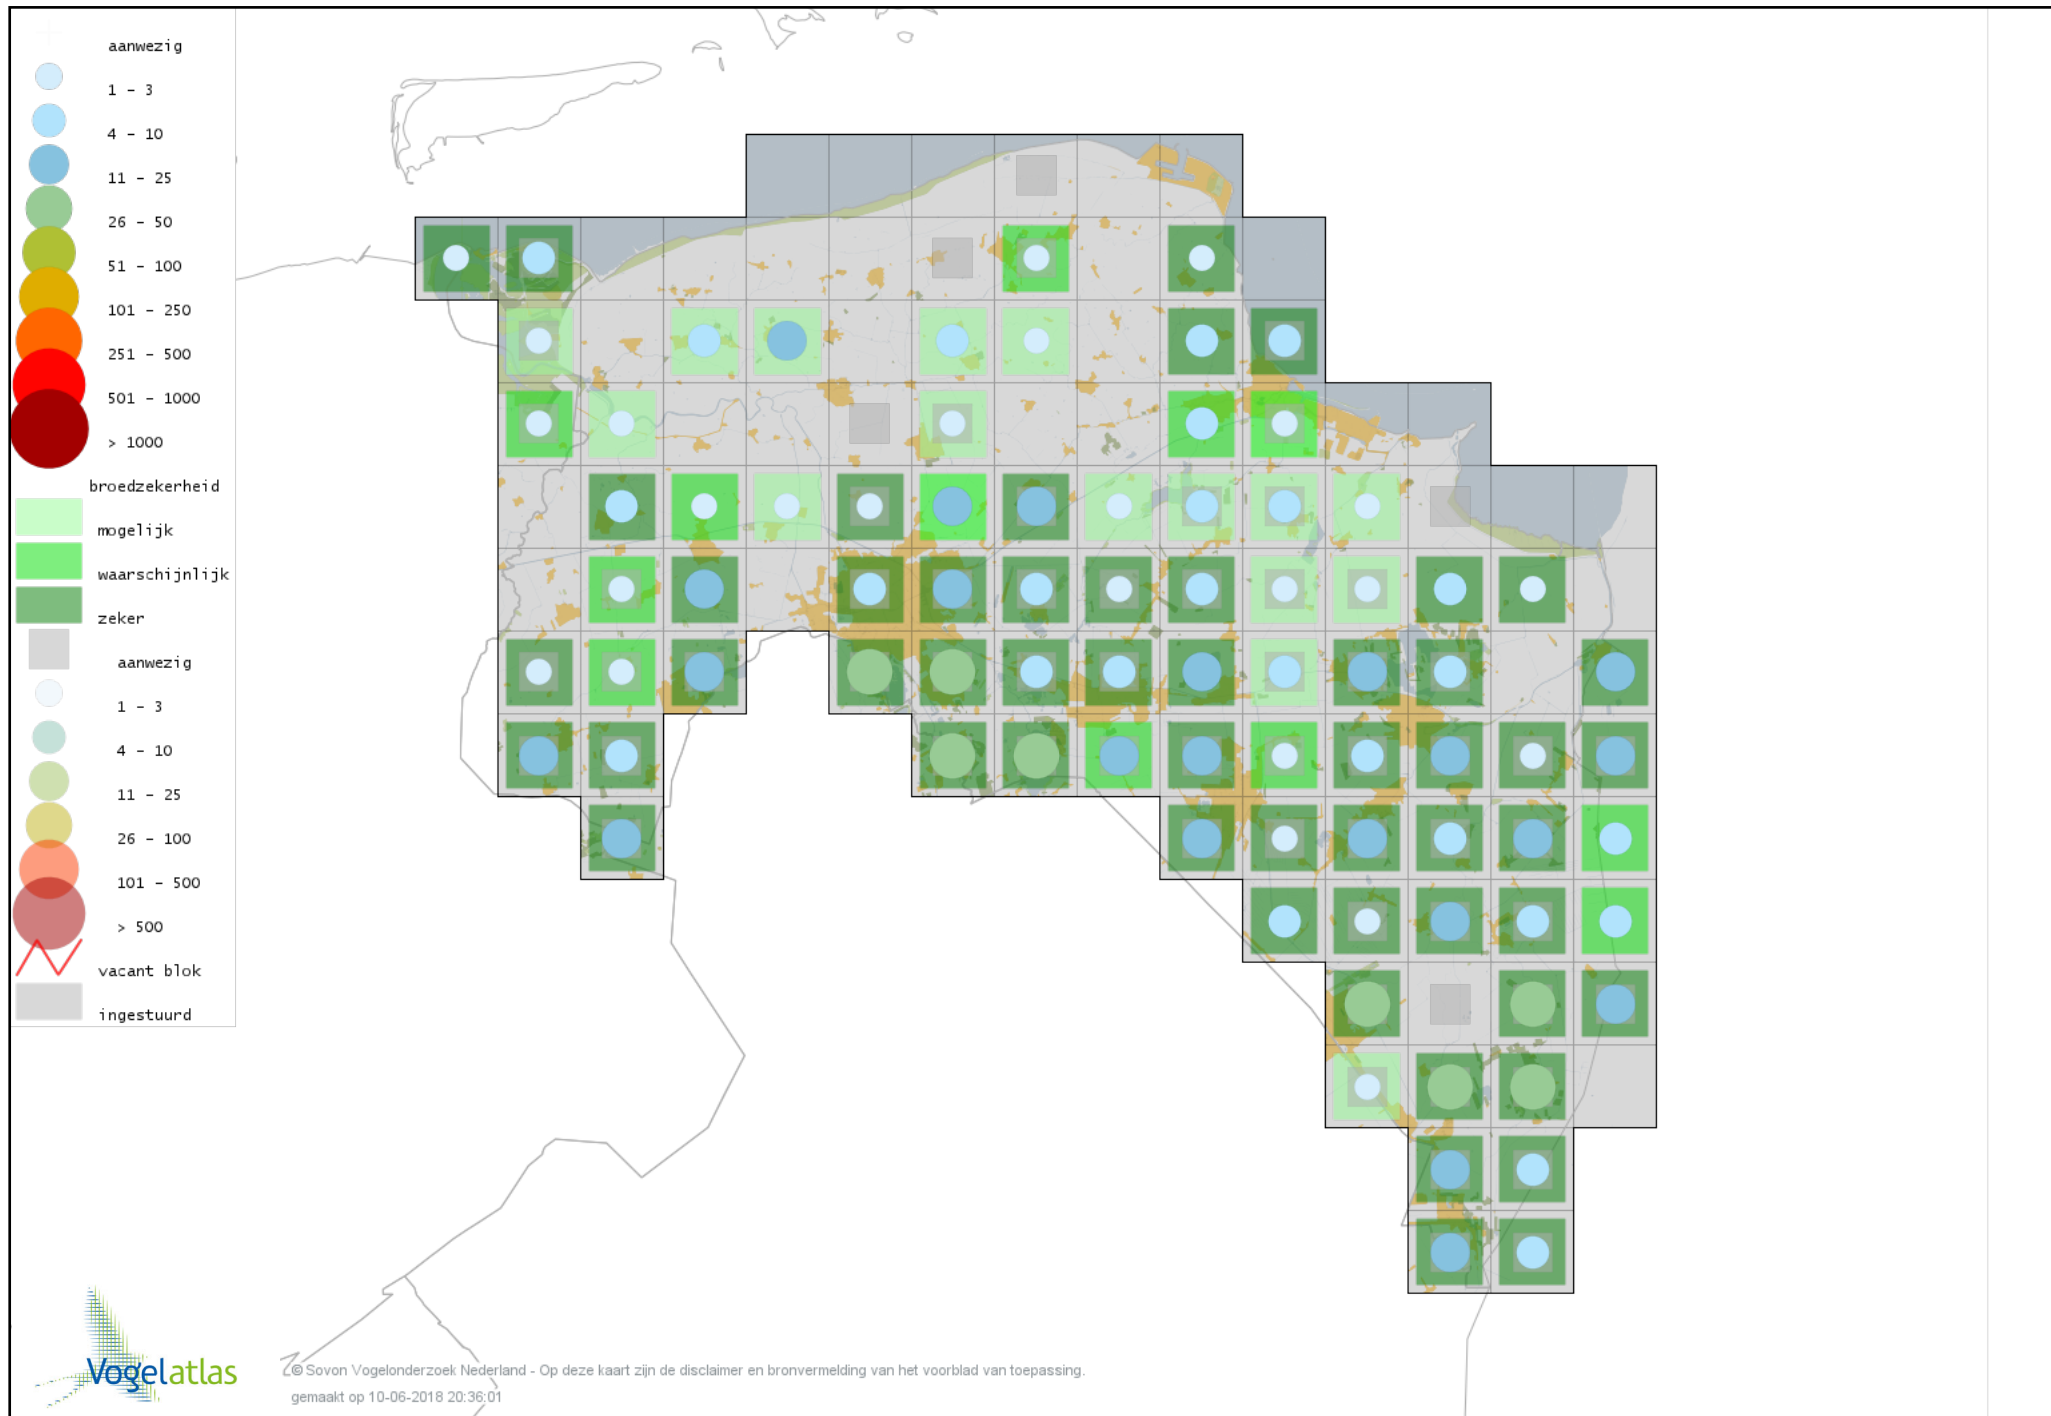 aanwezig
1 - 3
4 - 10
11 - 25
26 - 50
51 - 100
101 - 250
251 - 500
501 - 1000
> 1000
broedzekerheid
mogelijk
waarschijnlijk
zeker
aanwezig
1 - 3
4 - 10
11 - 25
26 - 100
101 - 500
> 500
vacant blok
ingestuurd
Vogelatlas
© Sovon Vogelonderzoek Nederland - Op deze kaart zijn de disclaimer en bronvermelding van het voorblad van toepassing.
gemaakt op 10-06-2018 20:36:01